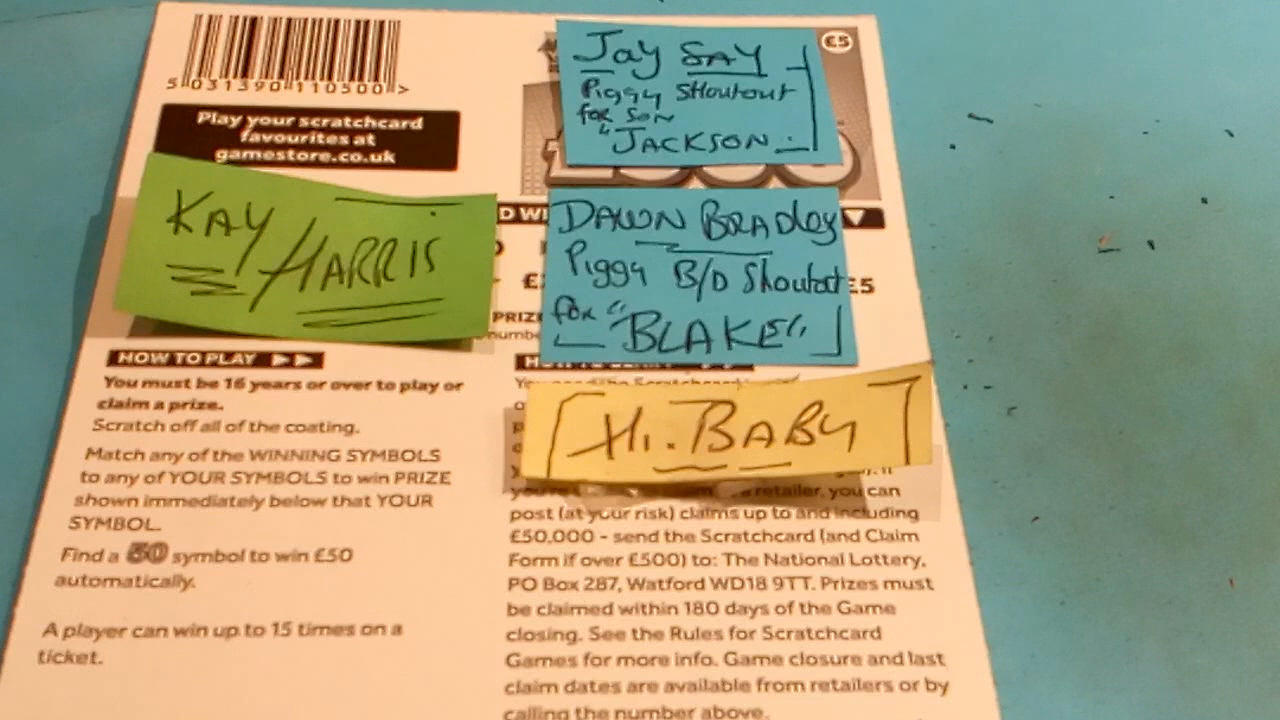 5 031390 110500 >
Play your scratchcard
favourites at
gamestore.co.uk
£5
Jay SAY
Piggy Shoutout
for SON
"JACKSON
KAY
HARRIS
DAWN BRADLEY
Piggy B/D Shoutout
for "BLAKE"
£5
Hi. BABY
HOW TO PLAY
You must be 16 years or over to play or
claim a prize.
Scratch off all of the coating.
Match any of the WINNING SYMBOLS
to any of YOUR SYMBOLS to win PRIZE
shown immediately below that YOUR
SYMBOL.
Find a 50 symbol to win £50
automatically.
A player can win up to 15 times on a
ticket.
a retailer, you can
post (at your risk) claims up to and including
£50,000 - send the Scratchcard (and Claim
Form if over £500) to: The National Lottery,
PO Box 287, Watford WD18 9TT. Prizes must
be claimed within 180 days of the Game
closing. See the Rules for Scratchcard
Games for more info. Game closure and last
claim dates are available from retailers or by
calling the number above.